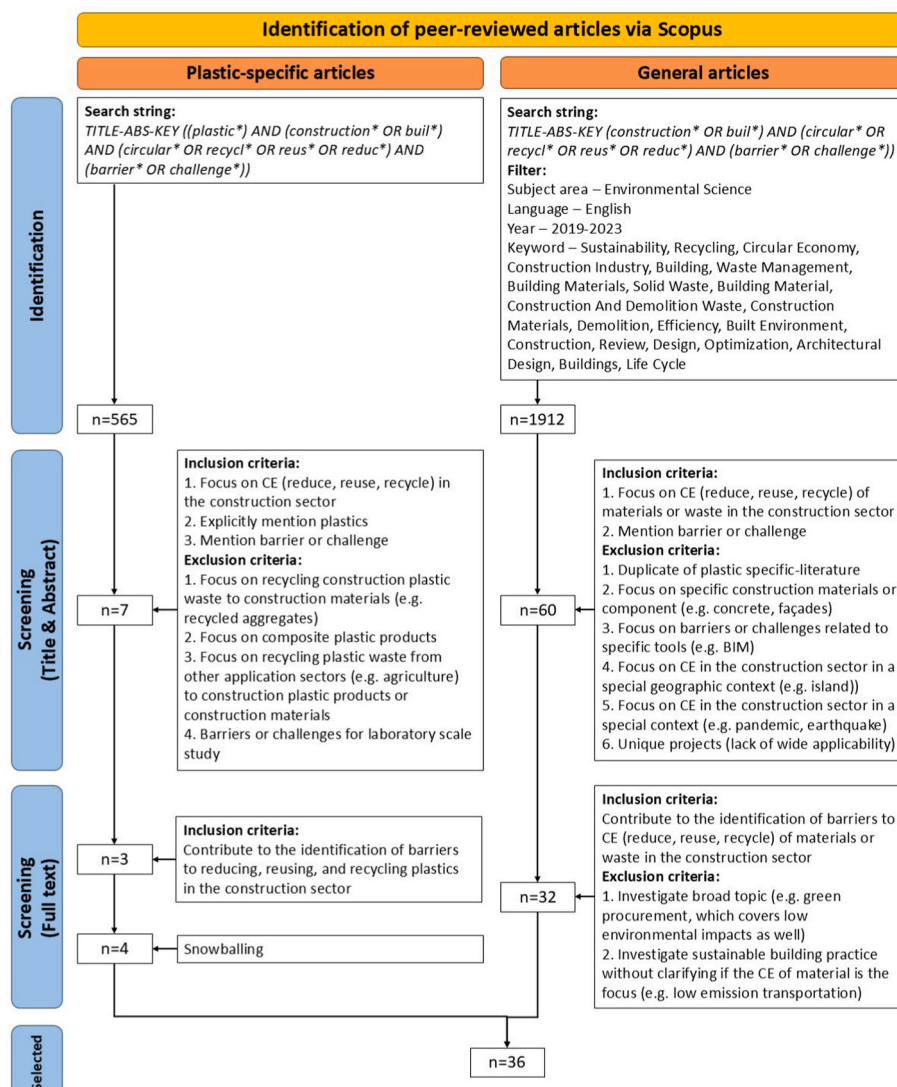 Identification of peer-reviewed articles via Scopus
Plastic-specific articles
General articles
Identification
Search string:
TITLE-ABS-KEY ((plastic*) AND (construction* OR buil*)
AND (circular* OR recycl* OR reus* OR reduc*) AND
(barrier* OR challenge*))
Search string:
TITLE-ABS-KEY (construction* OR buil*) AND (circular* OR
recycl* OR reus* OR reduc*) AND (barrier* OR challenge*))
Filter:
Subject area – Environmental Science
Language – English
Year – 2019-2023
Keyword – Sustainability, Recycling, Circular Economy,
Construction Industry, Building, Waste Management,
Building Materials, Solid Waste, Building Material,
Construction And Demolition Waste, Construction
Materials, Demolition, Efficiency, Built Environment,
Construction, Review, Design, Optimization, Architectural
Design, Buildings, Life Cycle
n=565
n=1912
Screening
(Title & Abstract)
Inclusion criteria:
1. Focus on CE (reduce, reuse, recycle) in
the construction sector
2. Explicitly mention plastics
3. Mention barrier or challenge
Exclusion criteria:
1. Focus on recycling construction plastic
waste to construction materials (e.g.
recycled aggregates)
2. Focus on composite plastic products
3. Focus on recycling plastic waste from
other application sectors (e.g. agriculture)
to construction plastic products or
construction materials
4. Barriers or challenges for laboratory scale
study
n=7
Inclusion criteria:
1. Focus on CE (reduce, reuse, recycle) of
materials or waste in the construction sector
2. Mention barrier or challenge
Exclusion criteria:
1. Duplicate of plastic specific-literature
2. Focus on specific construction materials or
component (e.g. concrete, façades)
3. Focus on barriers or challenges related to
specific tools (e.g. BIM)
4. Focus on CE in the construction sector in a
special geographic context (e.g. island))
5. Focus on CE in the construction sector in a
special context (e.g. pandemic, earthquake)
6. Unique projects (lack of wide applicability)
n=60
Screening
(Full text)
Inclusion criteria:
Contribute to the identification of barriers
to reducing, reusing, and recycling plastics
in the construction sector
n=3
n=4
Snowballing
Inclusion criteria:
Contribute to the identification of barriers to
CE (reduce, reuse, recycle) of materials or
waste in the construction sector
Exclusion criteria:
1. Investigate broad topic (e.g. green
procurement, which covers low
environmental impacts as well)
2. Investigate sustainable building practice
without clarifying if the CE of material is the
focus (e.g. low emission transportation)
n=32
Selected
n=36